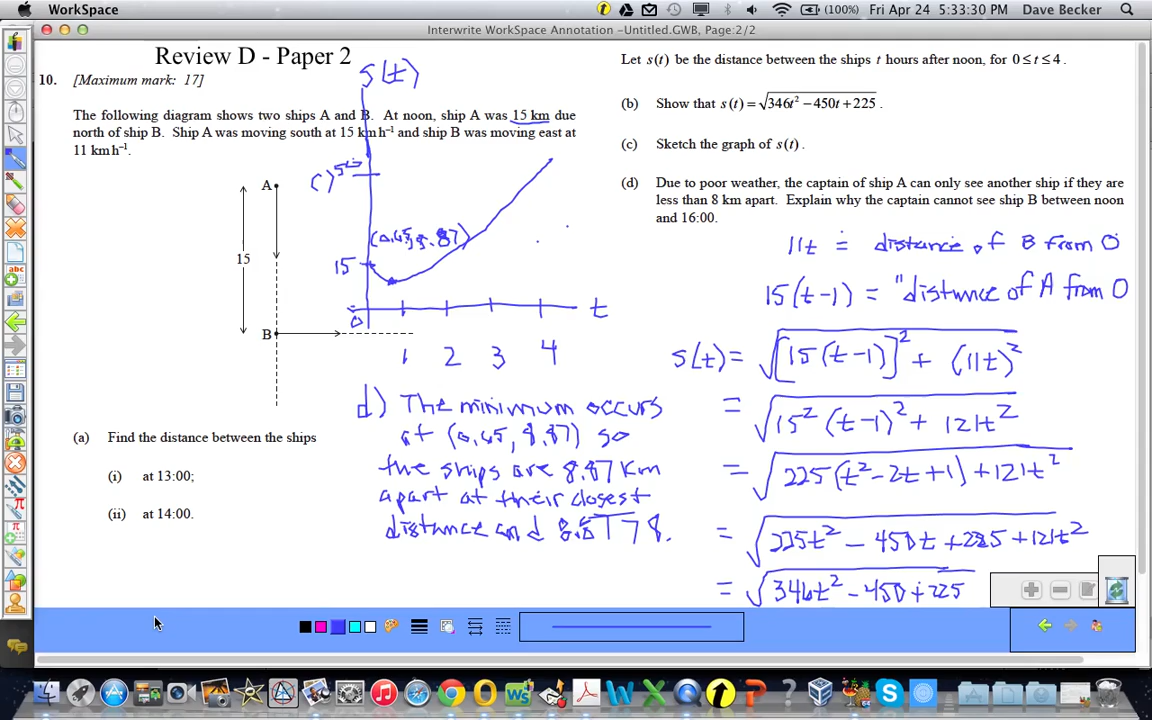 WorkSpace
(100%) Fri Apr 24 5:33:30 PM Dave Becker
Interwrite WorkSpace Annotation -Untitled.GWB, Page:2/2
Review D - Paper 2
10. [Maximum mark: 17]
The following diagram shows two ships A and B. At noon, ship A was 15 km due
north of ship B. Ship A was moving south at 15 km h⁻¹ and ship B was moving east at
11 km h⁻¹.
s(t)
c)
A
15
B
15
0
1 2 3 4
t
(a) Find the distance between the ships
(i) at 13:00;
(ii) at 14:00.
d) The minimum occurs
at (0.65, 8.87) so
the ships are 8.87 km
apart at their closest
distance and
Let s(t) be the distance between the ships t hours after noon, for 0 ≤ t ≤ 4.
(b) Show that s(t) = √346t² − 450t + 225 .
(c) Sketch the graph of s(t).
(d) Due to poor weather, the captain of ship A can only see another ship if they are
less than 8 km apart. Explain why the captain cannot see ship B between noon
and 16:00.
11t = distance of B from O
15(t-1) = "distance of A from O
s(t) = √[15(t-1)]² + (11t)²
= √15² (t-1)² + 121t²
= √225(t² - 2t + 1) + 121t²
= √225t² - 450t + 225 + 121t²
= √346t² - 450 + 225
abc